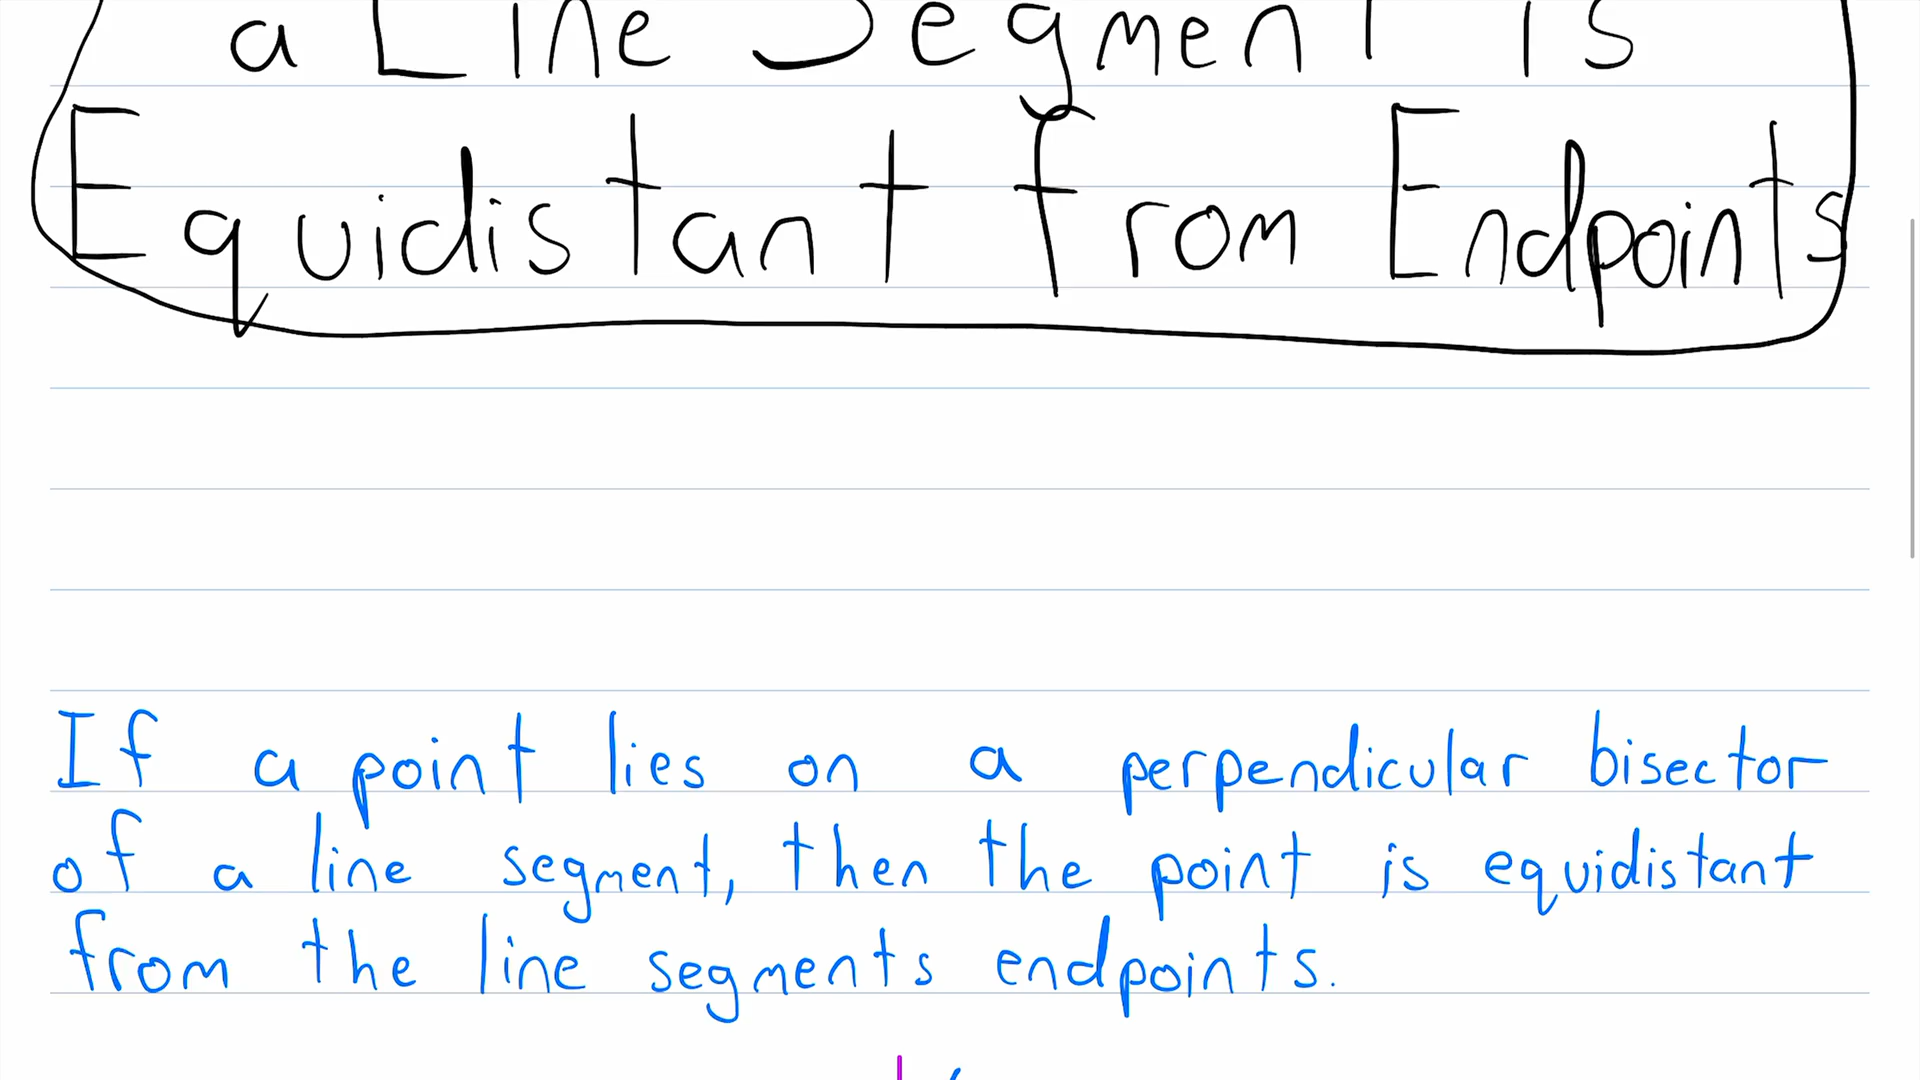 a Line Segment is
Equidistant from Endpoints
If a point lies on a perpendicular bisector
of a line segment, then the point is equidistant
from the line segments endpoints.